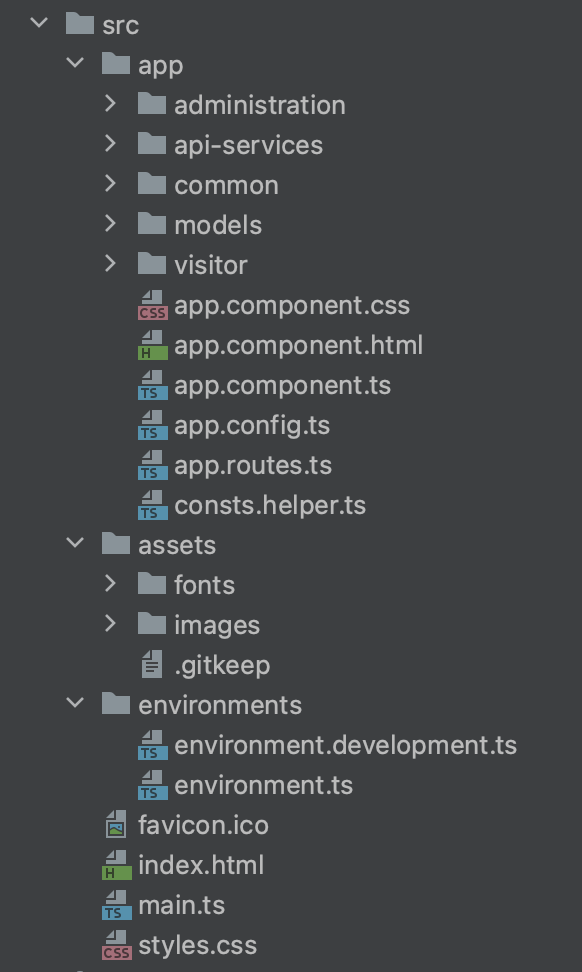 src
app
administration
api-services
common
models
visitor
CSS app.component.css
H app.component.html
TS app.component.ts
TS app.config.ts
TS app.routes.ts
TS consts.helper.ts
assets
fonts
images
.gitkeep
environments
TS environment.development.ts
TS environment.ts
favicon.ico
H index.html
TS main.ts
CSS styles.css